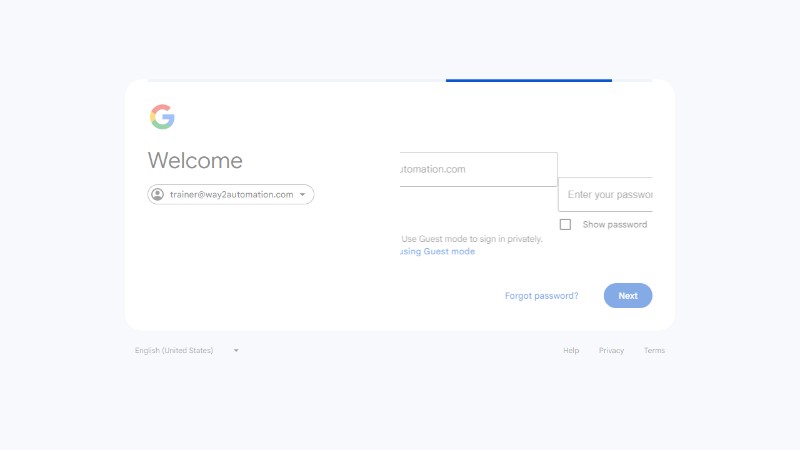 Welcome
trainer@way2automation.com
utomation.com
Enter your passwor
Show password
Use Guest mode to sign in privately.
using Guest mode
Forgot password?
Next
English (United States)
Help
Privacy
Terms